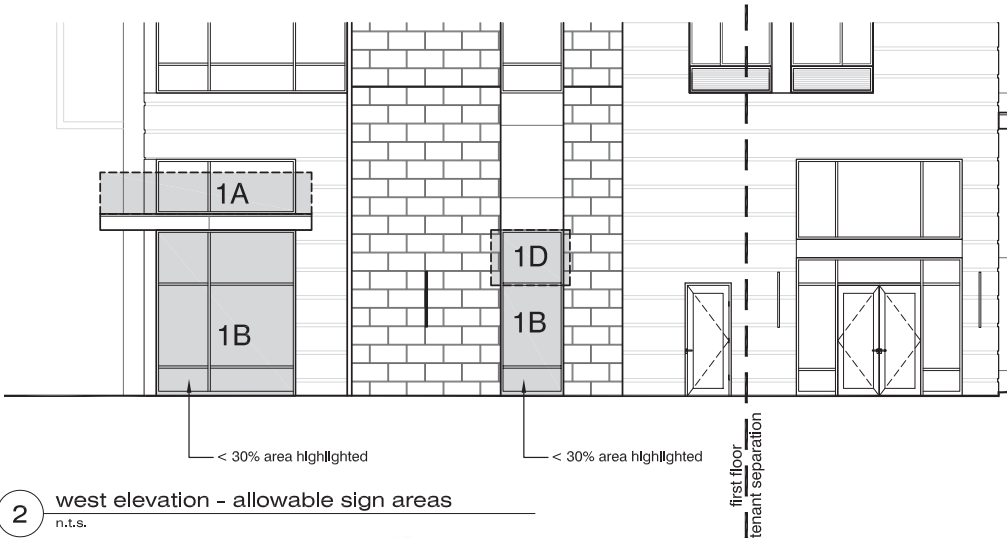 1A
1D
1B
1B
< 30% area highlighted
< 30% area highlighted
first floor
tenant separation
2
west elevation - allowable sign areas
n.t.s.